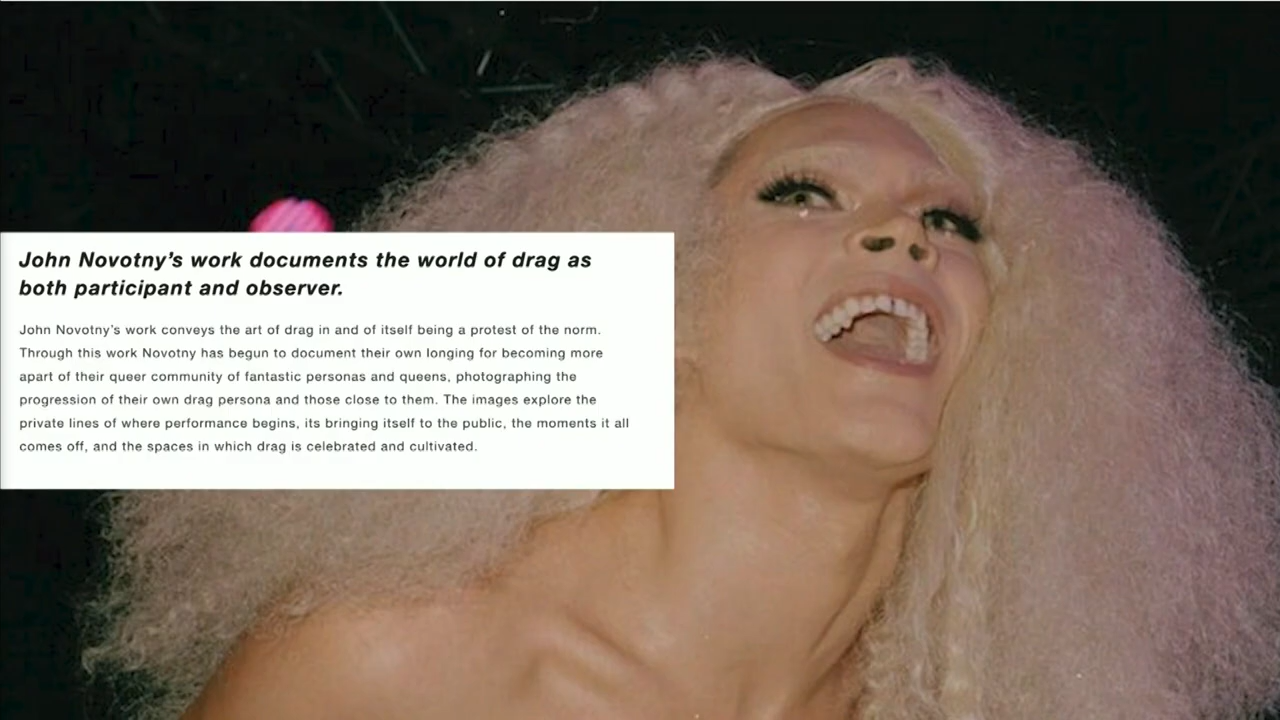 John Novotny's work documents the world of drag as
both participant and observer.
John Novotny's work conveys the art of drag in and of itself being a protest of the norm.
Through this work Novotny has begun to document their own longing for becoming more
apart of their queer community of fantastic personas and queens, photographing the
progression of their own drag persona and those close to them. The images explore the
private lines of where performance begins, its bringing itself to the public, the moments it all
comes off, and the spaces in which drag is celebrated and cultivated.